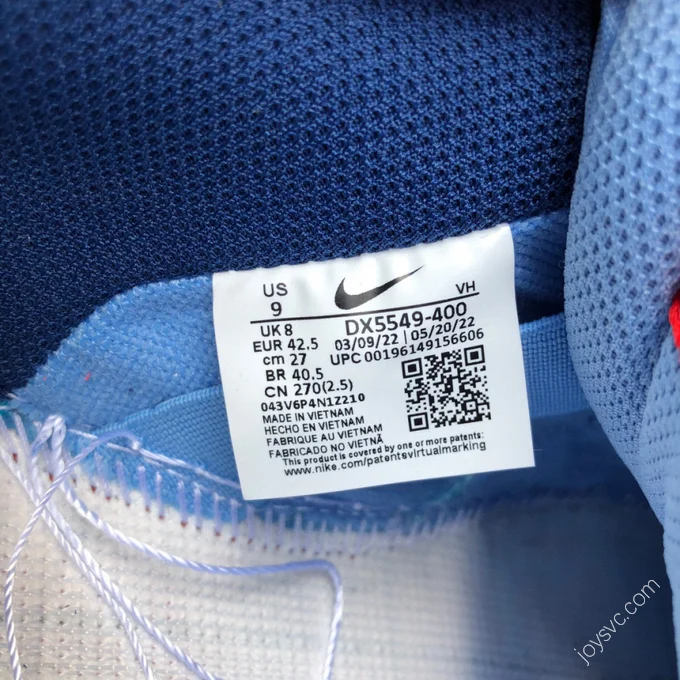 US
VH
9
UK 8
DX5549-400
EUR 42.5
03/09/22 | 05/20/22
cm 27
UPC 00196149156606
BR 40.5
CN 270(2.5)
043V6P4N1Z210
MADE IN VIETNAM
HECHO EN VIETNAM
FABRIQUE AU VIETNAM
FABRICADO NO VIETNÃ
This product is covered by one or more patents:
www.nike.com/patentsvirtualmarking
joysvc.com